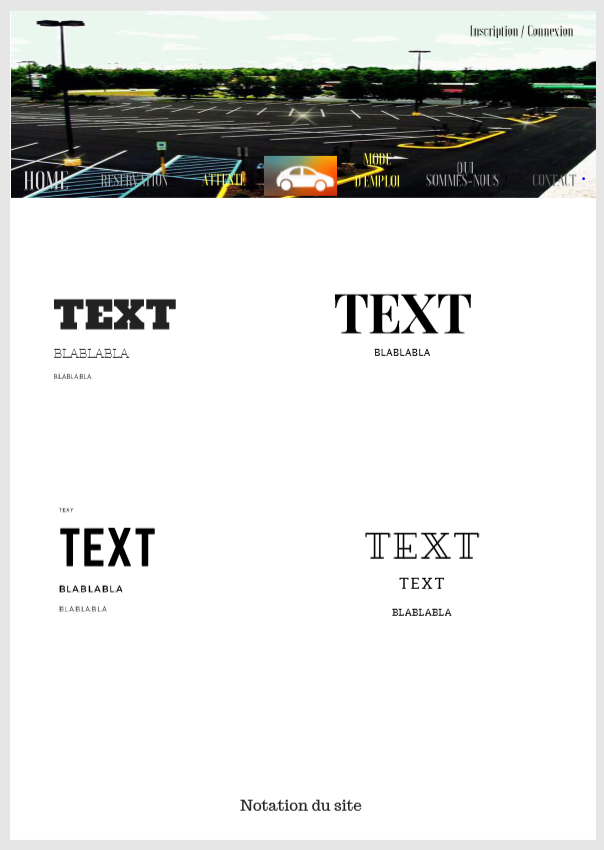 Inscription / Connexion
HOME
RESERVATION
ATTENTE
MODE
D'EMPLOI
QUI
SOMMES-NOUS ?
CONTACT
TEXT
BLABLABLA
BLABLABLA
TEXT
BLABLABLA
TEXY
TEXT
BLABLABLA
BLABLABLA
TEXT
TEXT
BLABLABLA
Notation du site